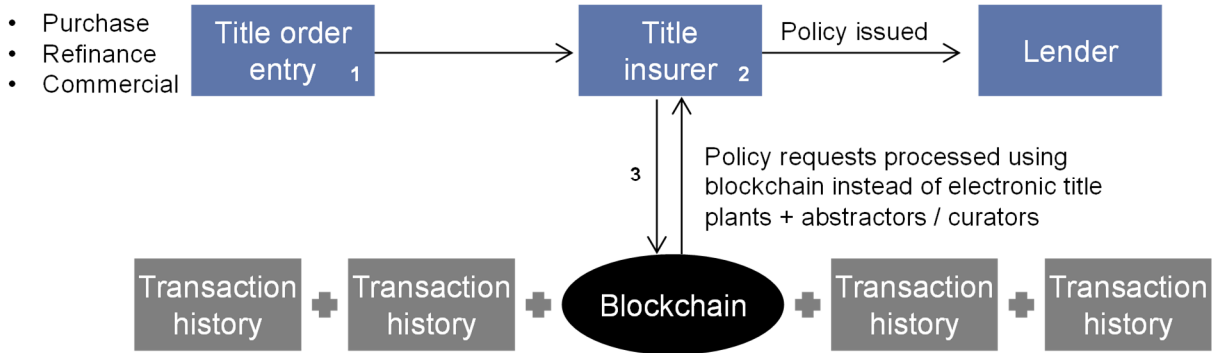 • Purchase
• Refinance
• Commercial
Title order
entry 1
Title
insurer 2
Policy issued
Lender
3
Policy requests processed using
blockchain instead of electronic title
plants + abstractors / curators
Transaction
history
Transaction
history
Blockchain
Transaction
history
Transaction
history